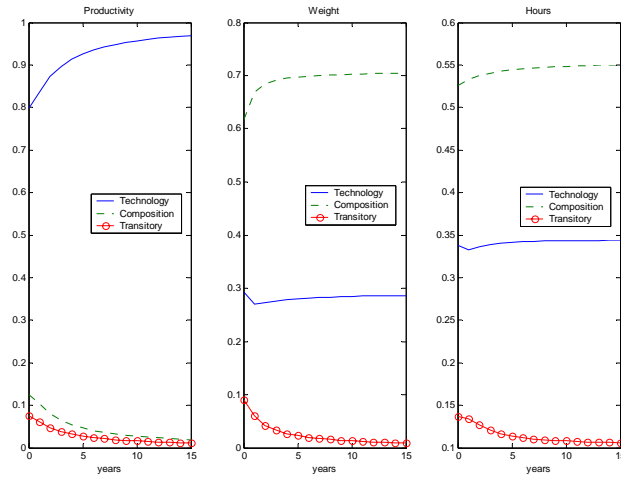 Productivity
1
0.9
0.8
0.7
0.6
0.5
0.4
0.3
0.2
0.1
0
0 5 10 15
years
Technology
Composition
Transitory
Weight
0.8
0.7
0.6
0.5
0.4
0.3
0.2
0.1
0
0 5 10 15
years
Technology
Composition
Transitory
Hours
0.6
0.55
0.5
0.45
0.4
0.35
0.3
0.25
0.2
0.15
0.1
0 5 10 15
years
Technology
Composition
Transitory